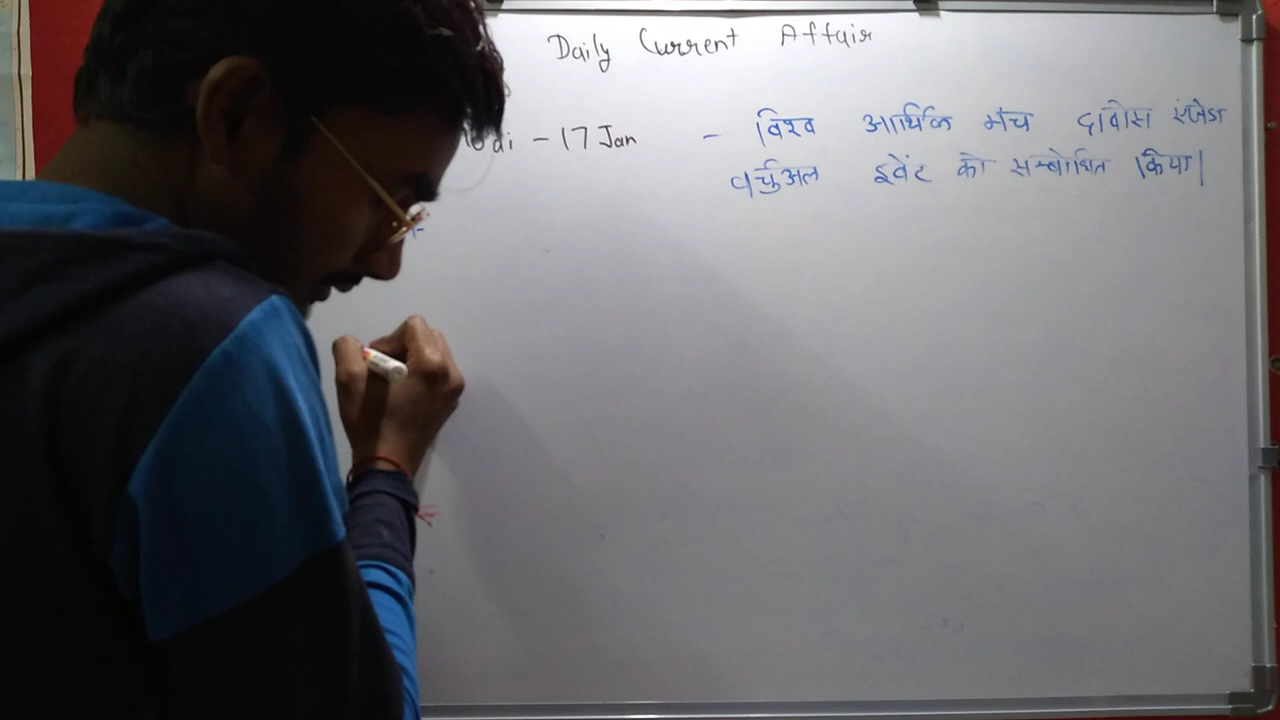 Daily Current Affair
odi - 17 Jan - विश्व आर्थिक मंच दावोस एजेंडा
वर्चुअल इवेंट को सम्बोधित किया।